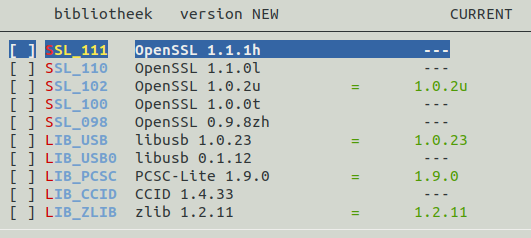 bibliotheek version NEW CURRENT
[ ] SSL_111 OpenSSL 1.1.1h ---
[ ] SSL_110 OpenSSL 1.1.0l ---
[ ] SSL_102 OpenSSL 1.0.2u = 1.0.2u
[ ] SSL_100 OpenSSL 1.0.0t ---
[ ] SSL_098 OpenSSL 0.9.8zh ---
[ ] LIB_USB libusb 1.0.23 = 1.0.23
[ ] LIB_USB0 libusb 0.1.12 ---
[ ] LIB_PCSC PCSC-Lite 1.9.0 = 1.9.0
[ ] LIB_CCID CCID 1.4.33 ---
[ ] LIB_ZLIB zlib 1.2.11 = 1.2.11